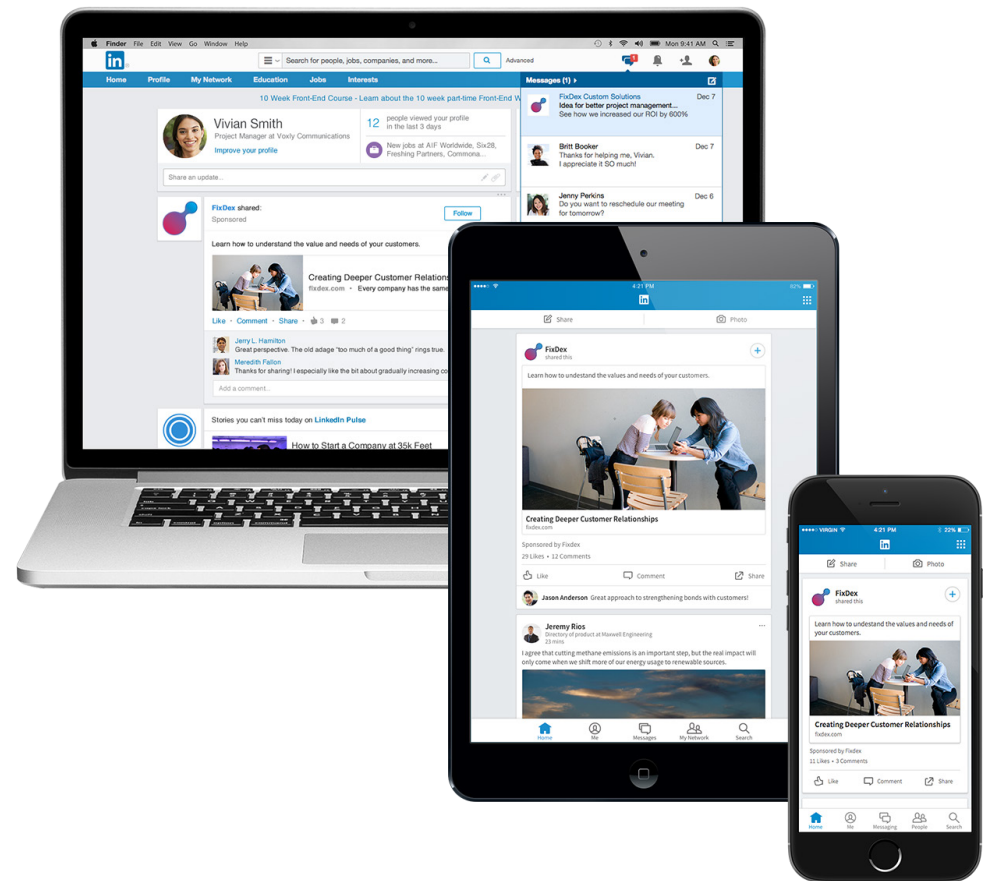 Finder File Edit View Go Window Help
Mon 9:41 AM
in
Search for people, jobs, companies, and more...
Advanced
1
Home Profile My Network Education Jobs Interests
10 Week Front-End Course - Learn about the 10 week part-time Front-End W
Vivian Smith
Project Manager at Voxly Communications
Improve your profile
12 people viewed your profile
in the last 3 days
New jobs at AIF Worldwide, Six28,
Freshing Partners, Commona...
Share an update...
Messages (1)
FixDex Custom Solutions Dec 7
Idea for better project management...
See how we increased our ROI by 600%
Britt Booker Dec 7
Thanks for helping me, Vivian.
I appreciate it SO much!
Jenny Perkins Dec 6
Do you want to reschedule our meeting
for tomorrow?
FixDex shared:
Sponsored
Follow
Learn how to understand the value and needs of your customers.
Creating Deeper Customer Relations
fixdex.com • Every company has the same
Like • Comment • Share • 3 2
Jerry L. Hamilton
Great perspective. The old adage "too much of a good thing" rings true.
Meredith Fallon
Thanks for sharing! I especially like the bit about gradually increasing co
Add a comment...
Stories you can't miss today on LinkedIn Pulse
How to Start a Company at 35k Feet
4:21 PM
in
Share Photo
FixDex
shared this
Learn how to undestand the values and needs of your customers.
Creating Deeper Customer Relationships
fixdex.com
Sponsored by Fixdex
29 Likes • 12 Comments
Like Comment Share
Jason Anderson Great approach to strengthening bonds with customers!
Jeremy Rios
Directory of product at Maxwell Engineering
23 mins
I agree that cutting methane emissions is an important step, but the real impact will
only come when we shift more of our energy usage to renewable sources.
Home Me Messages My Network Search
VIRGIN 4:21 PM 22%
in
Share Photo
FixDex
shared this
Learn how to undestand the values and needs of
your customers.
Creating Deeper Customer Relationships
fixdex.com
Sponsored by Fixdex
11 Likes • 3 Comments
Like Comment Share
Home Me Messaging People Search